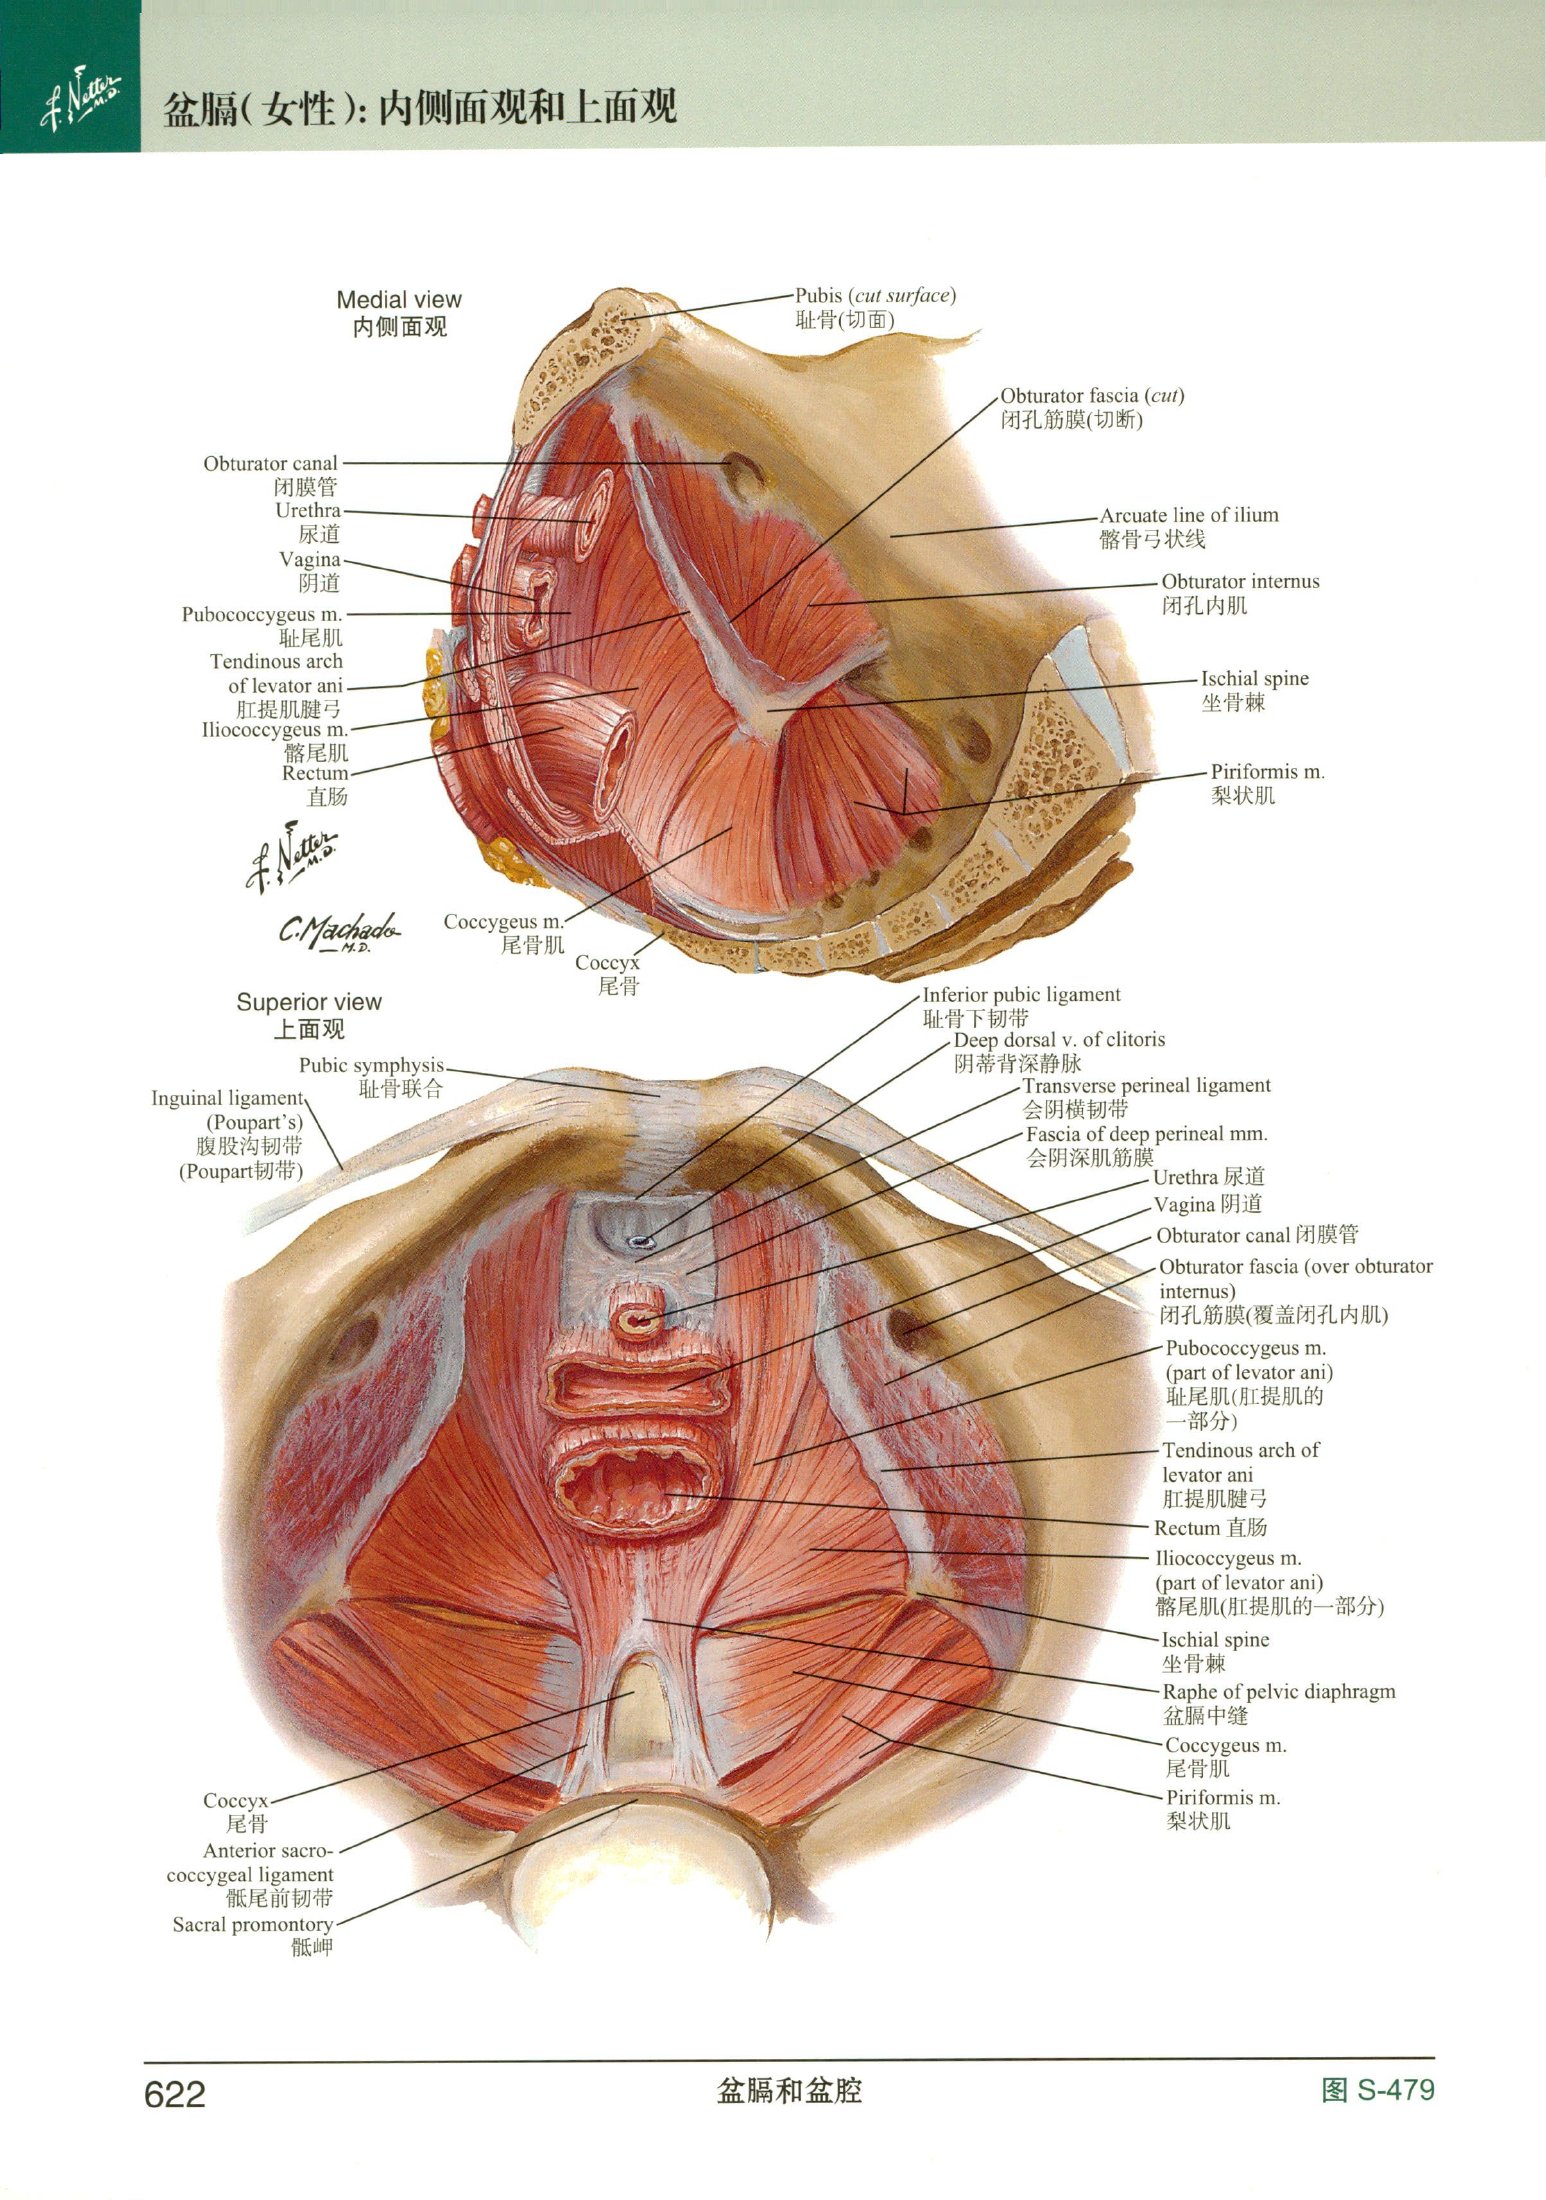 F. Netter M.D.
盆膈(女性):内侧面观和上面观
Medial view
内侧面观
Pubis (cut surface)
耻骨(切面)
Obturator fascia (cut)
闭孔筋膜(切断)
Arcuate line of ilium
髂骨弓状线
Obturator internus
闭孔内肌
Ischial spine
坐骨棘
Piriformis m.
梨状肌
Obturator canal
闭膜管
Urethra
尿道
Vagina
阴道
Pubococcygeus m.
耻尾肌
Tendinous arch
of levator ani
肛提肌腱弓
Iliococcygeus m.
髂尾肌
Rectum
直肠
F. Netter M.D.
C. Machado
M.D.
Coccygeus m.
尾骨肌
Coccyx
尾骨
Superior view
上面观
Pubic symphysis
耻骨联合
Inguinal ligament
(Poupart's)
腹股沟韧带
(Poupart韧带)
Inferior pubic ligament
耻骨下韧带
Deep dorsal v. of clitoris
阴蒂背深静脉
Transverse perineal ligament
会阴横韧带
Fascia of deep perineal mm.
会阴深肌筋膜
Urethra 尿道
Vagina 阴道
Obturator canal 闭膜管
Obturator fascia (over obturator
internus)
闭孔筋膜(覆盖闭孔内肌)
Pubococcygeus m.
(part of levator ani)
耻尾肌(肛提肌的
一部分)
Tendinous arch of
levator ani
肛提肌腱弓
Rectum 直肠
Iliococcygeus m.
(part of levator ani)
髂尾肌(肛提肌的一部分)
Ischial spine
坐骨棘
Raphe of pelvic diaphragm
盆膈中缝
Coccygeus m.
尾骨肌
Piriformis m.
梨状肌
Coccyx
尾骨
Anterior sacro-
coccygeal ligament
骶尾前韧带
Sacral promontory
骶岬
622
盆膈和盆腔
图 S-479